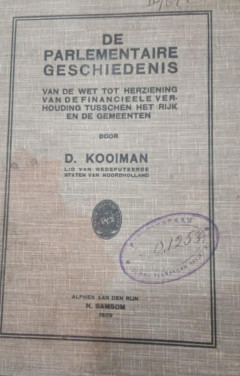 DE
PARLEMENTAIRE
GESCHIEDENIS
VAN DE WET TOT HERZIENING
VAN DE FINANCIEELE VER-
HOUDING TUSSCHEN HET RIJK
EN DE GEMEENTEN
DOOR
D. KOOIMAN
LID VAN GEDEPUTEERDE
STATEN VAN NOORDHOLLAND
ALPHEN AAN DEN RIJN
N. SAMSOM
1929